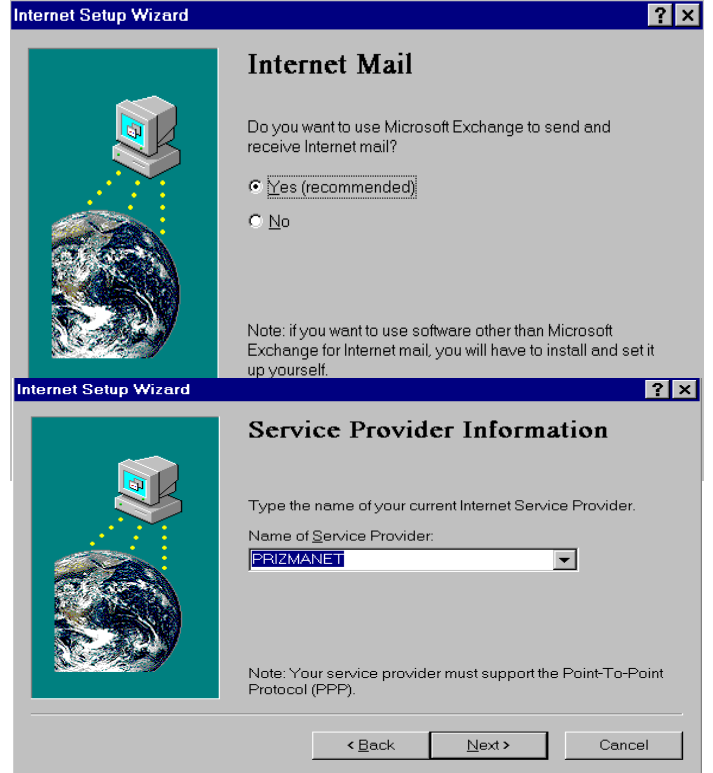 Internet Setup Wizard
Internet Mail
Do you want to use Microsoft Exchange to send and
receive Internet mail?
Yes (recommended)
No
Note: if you want to use software other than Microsoft
Exchange for Internet mail, you will have to install and set it
up yourself.
Internet Setup Wizard
Service Provider Information
Type the name of your current Internet Service Provider.
Name of Service Provider:
PRIZMANET
Note: Your service provider must support the Point-To-Point
Protocol (PPP).
< Back Next > Cancel